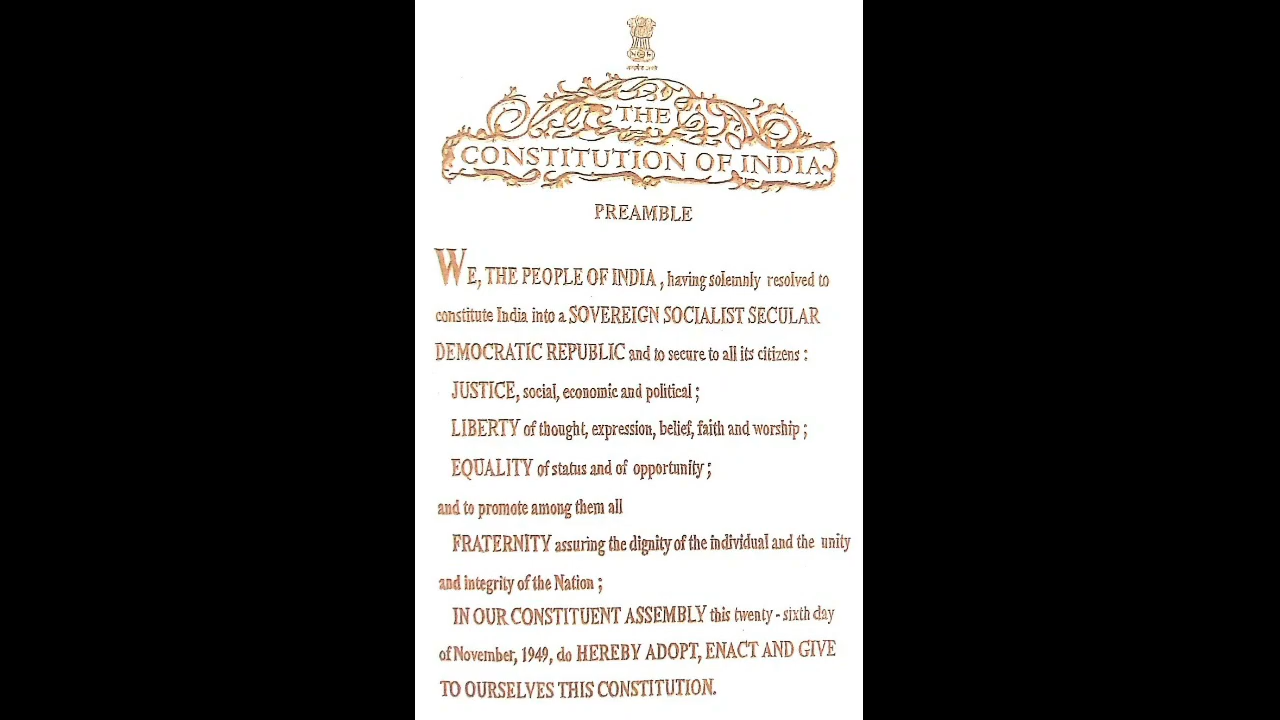 THE
CONSTITUTION OF INDIA
PREAMBLE
WE, THE PEOPLE OF INDIA , having solemnly resolved to
constitute India into a SOVEREIGN SOCIALIST SECULAR
DEMOCRATIC REPUBLIC and to secure to all its citizens :
JUSTICE, social, economic and political ;
LIBERTY of thought, expression, belief, faith and worship ;
EQUALITY of status and of opportunity ;
and to promote among them all
FRATERNITY assuring the dignity of the individual and the unity
and integrity of the Nation ;
IN OUR CONSTITUENT ASSEMBLY this twenty - sixth day
of November, 1949, do HEREBY ADOPT, ENACT AND GIVE
TO OURSELVES THIS CONSTITUTION.